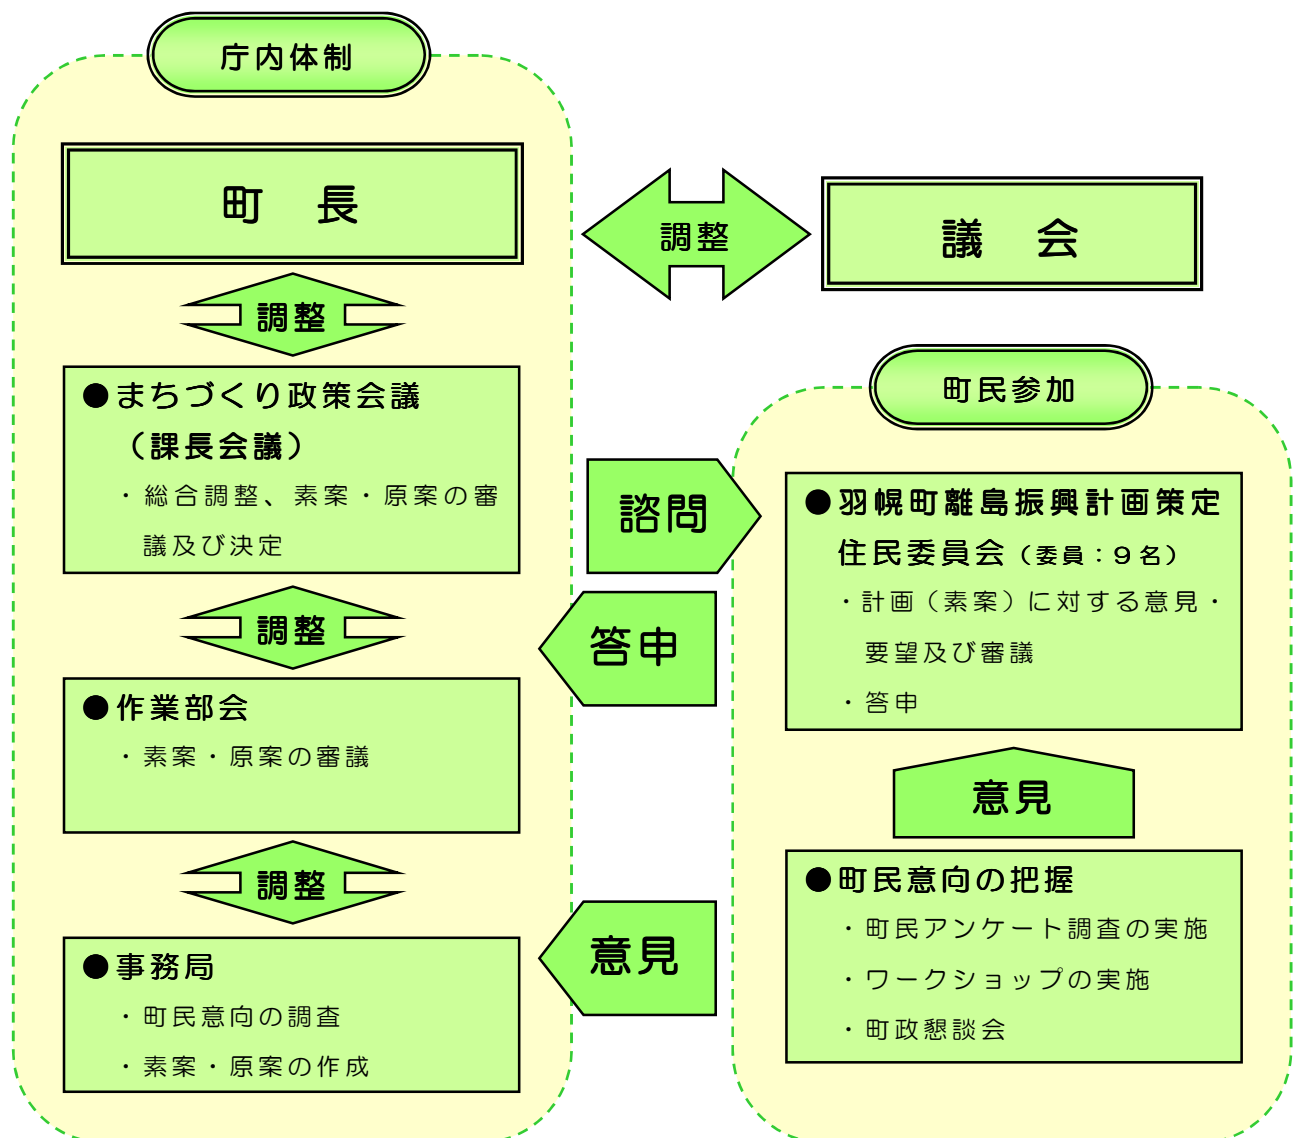 庁内体制
町　長
調整
●まちづくり政策会議
（課長会議）
・総合調整、素案・原案の審
議及び決定
調整
●作業部会
・素案・原案の審議
調整
●事務局
・町民意向の調査
・素案・原案の作成
調整
議　会
諮問
答申
意見
町民参加
●羽幌町離島振興計画策定
住民委員会（委員：９名）
・計画（素案）に対する意見・
要望及び審議
・答申
意見
●町民意向の把握
・町民アンケート調査の実施
・ワークショップの実施
・町政懇談会